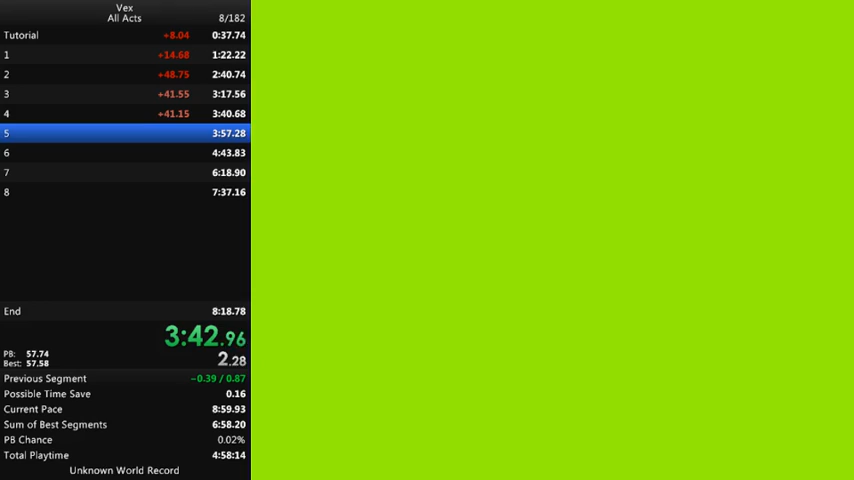 Vex
All Acts 8/182
Tutorial +8.04 0:37.74
1 +14.68 1:22.22
2 +48.75 2:40.74
3 +41.55 3:17.56
4 +41.15 3:40.68
5 3:57.28
6 4:43.83
7 6:18.90
8 7:37.16
End 8:18.78
3:42.96
PB: 57.74 2.28
Best: 57.58
Previous Segment −0.39 / 0.87
Possible Time Save 0.16
Current Pace 8:59.93
Sum of Best Segments 6:58.20
PB Chance 0.02%
Total Playtime 4:58:14
Unknown World Record